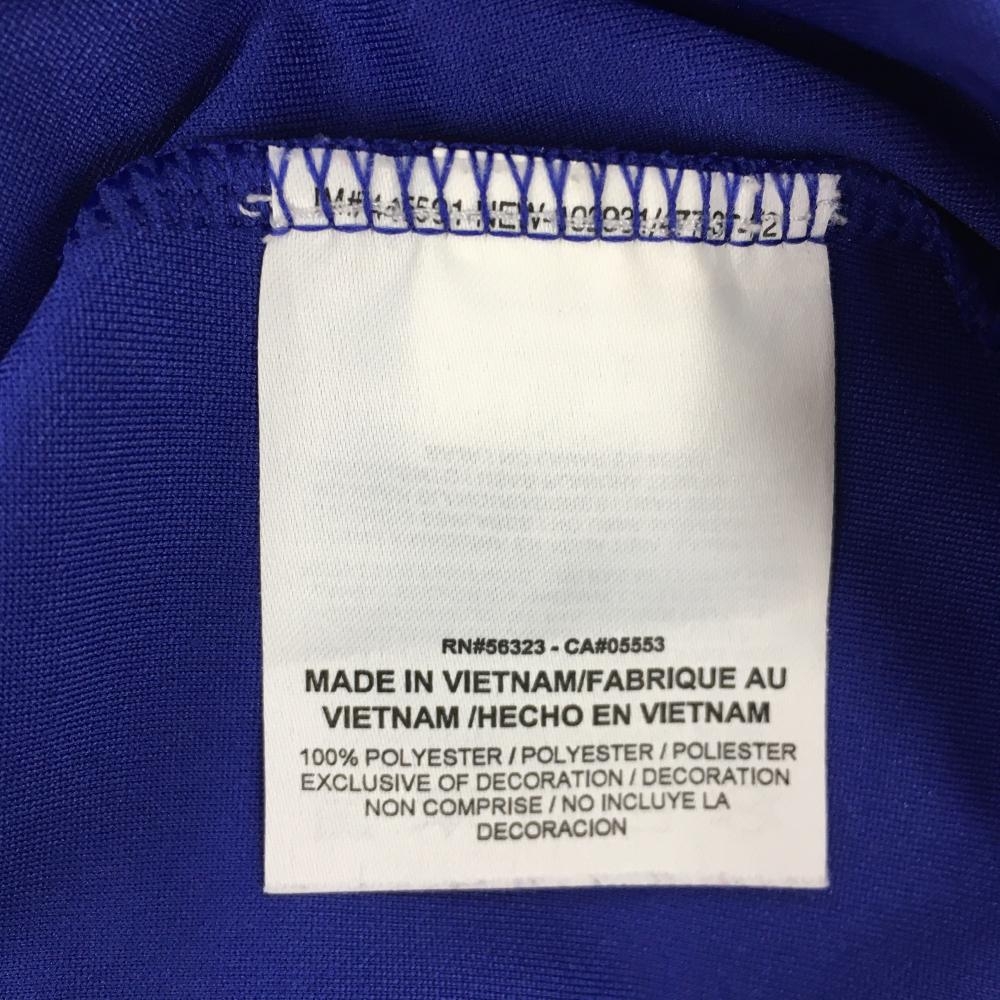 RN#56323 - CA#05553
MADE IN VIETNAM/FABRIQUE AU
VIETNAM /HECHO EN VIETNAM
100% POLYESTER / POLYESTER / POLIESTER
EXCLUSIVE OF DECORATION / DECORATION
NON COMPRISE / NO INCLUYE LA
DECORACION